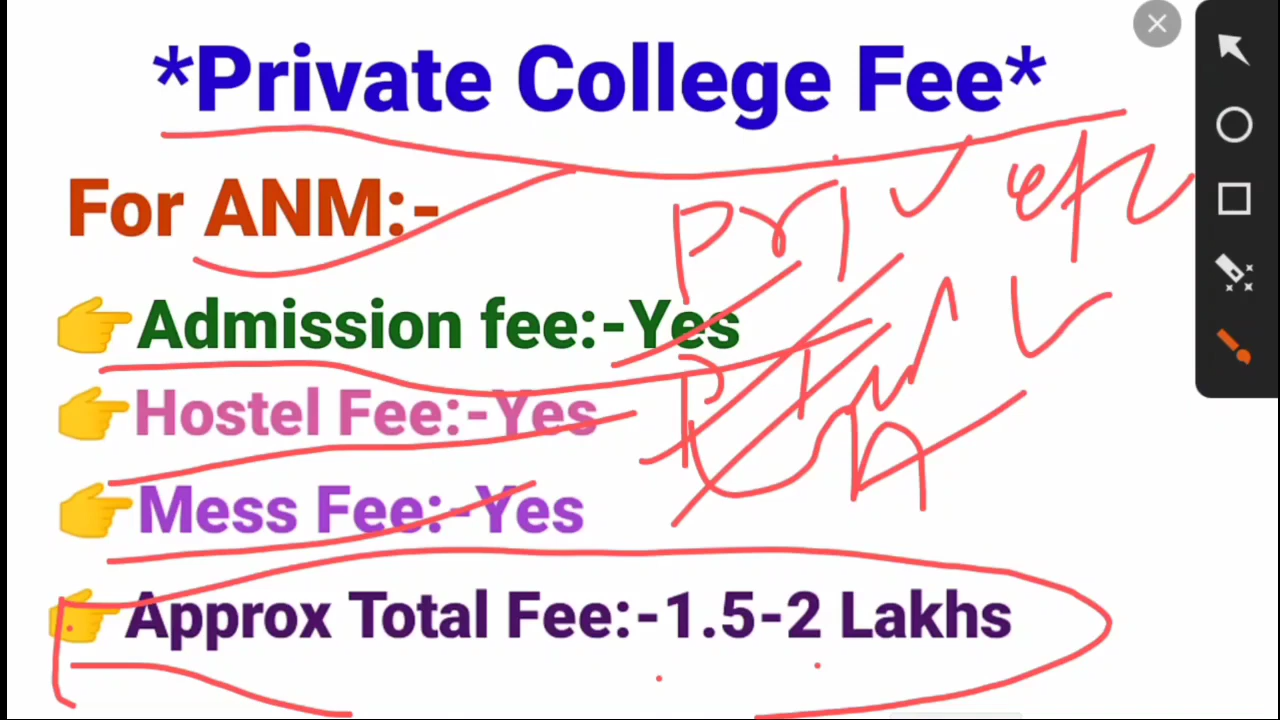 *Private College Fee*
For ANM:-
👉Admission fee:-Yes
👉Hostel Fee:-Yes
👉Mess Fee:-Yes
👉Approx Total Fee:-1.5-2 Lakhs